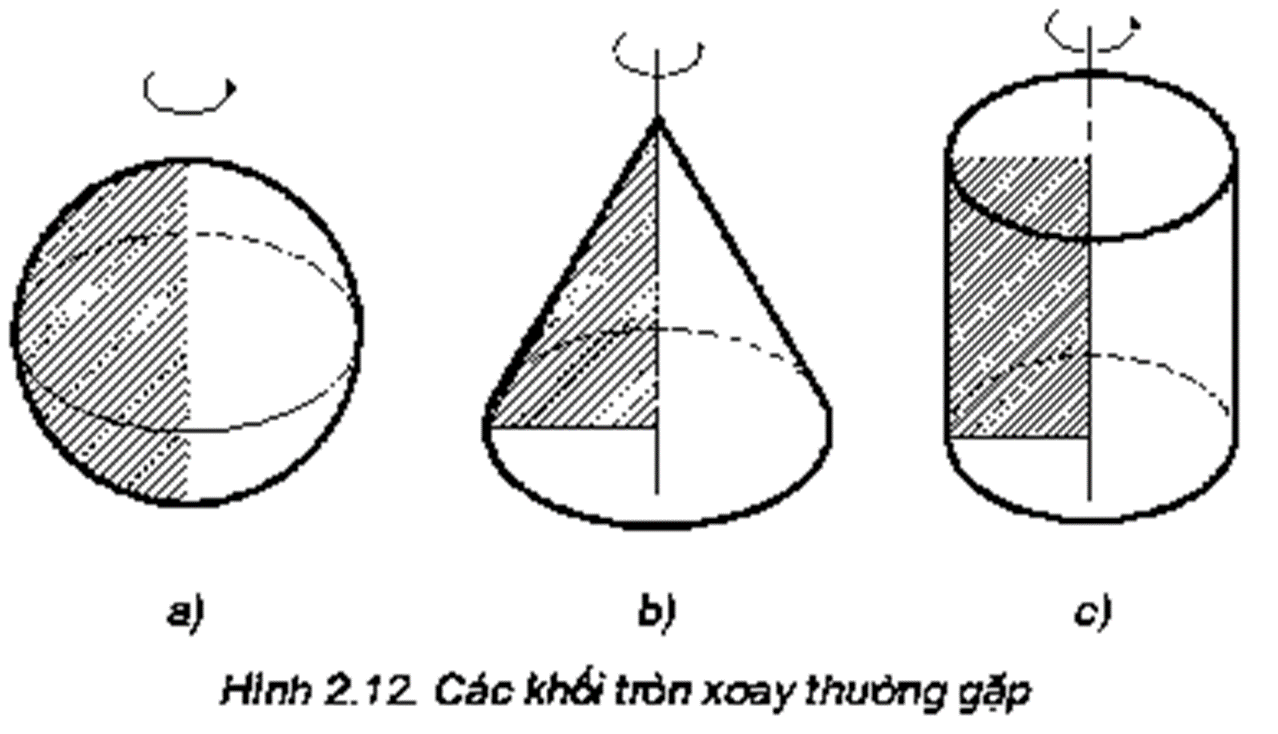 a)
b)
c)
Hình 2.12. Các khối tròn xoay thường gặp